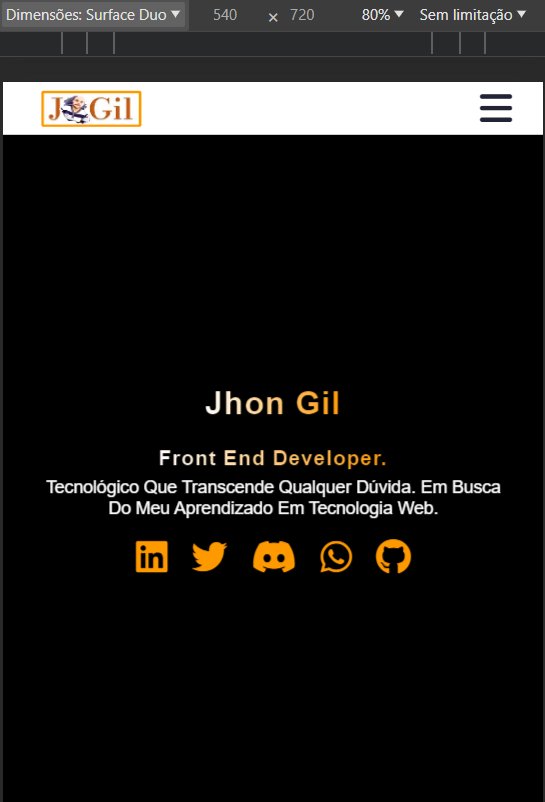 Dimensões: Surface Duo ▼ 540 × 720 80% ▼ Sem limitação ▼
J Gil
Jhon Gil
Front End Developer.
Tecnológico Que Transcende Qualquer Dúvida. Em Busca
Do Meu Aprendizado Em Tecnologia Web.
in